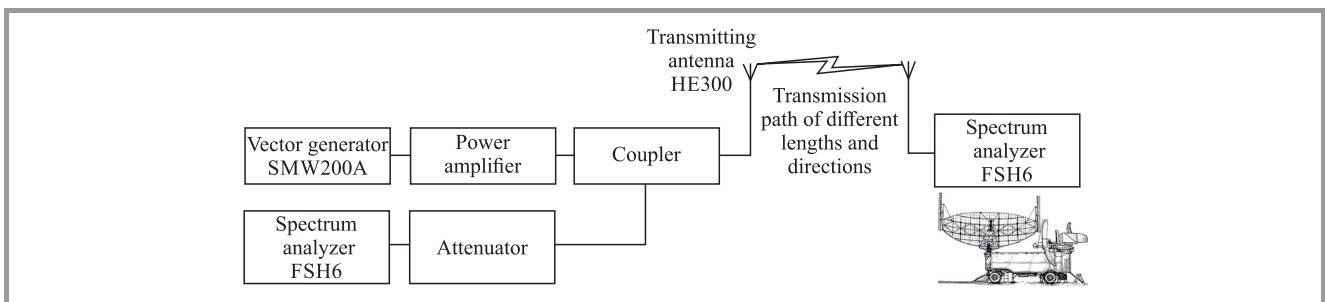 Transmitting
antenna
HE300
Transmission
path of different
lengths and
directions
Vector generator
SMW200A
Power
amplifier
Coupler
Spectrum
analyzer
FSH6
Spectrum
analyzer
FSH6
Attenuator